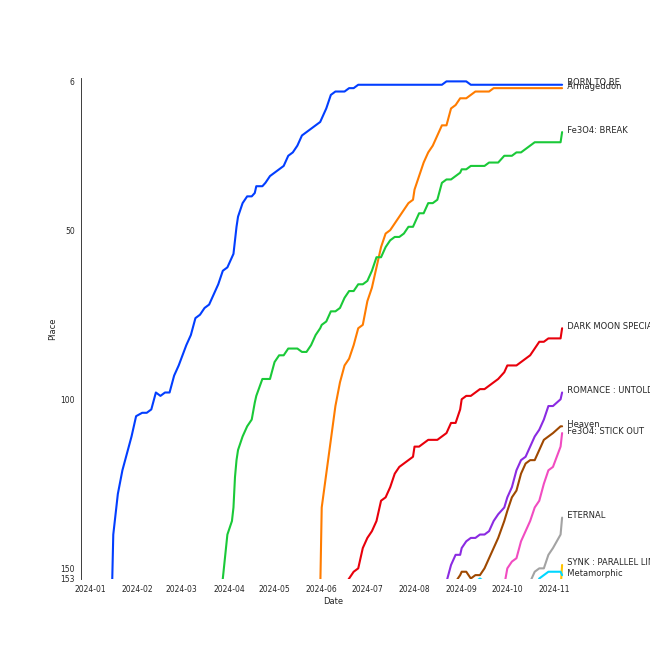 6
BORN TO BE
Armageddon
Fe3O4: BREAK
50
Place
DARK MOON SPECIA
ROMANCE : UNTOLD
100
Heaven
Fe3O4: STICK OUT
ETERNAL
SYNK : PARALLEL LIN
150
Metamorphic
153
2024-01 2024-02 2024-03 2024-04 2024-05 2024-06 2024-07 2024-08 2024-09 2024-10 2024-11
Date